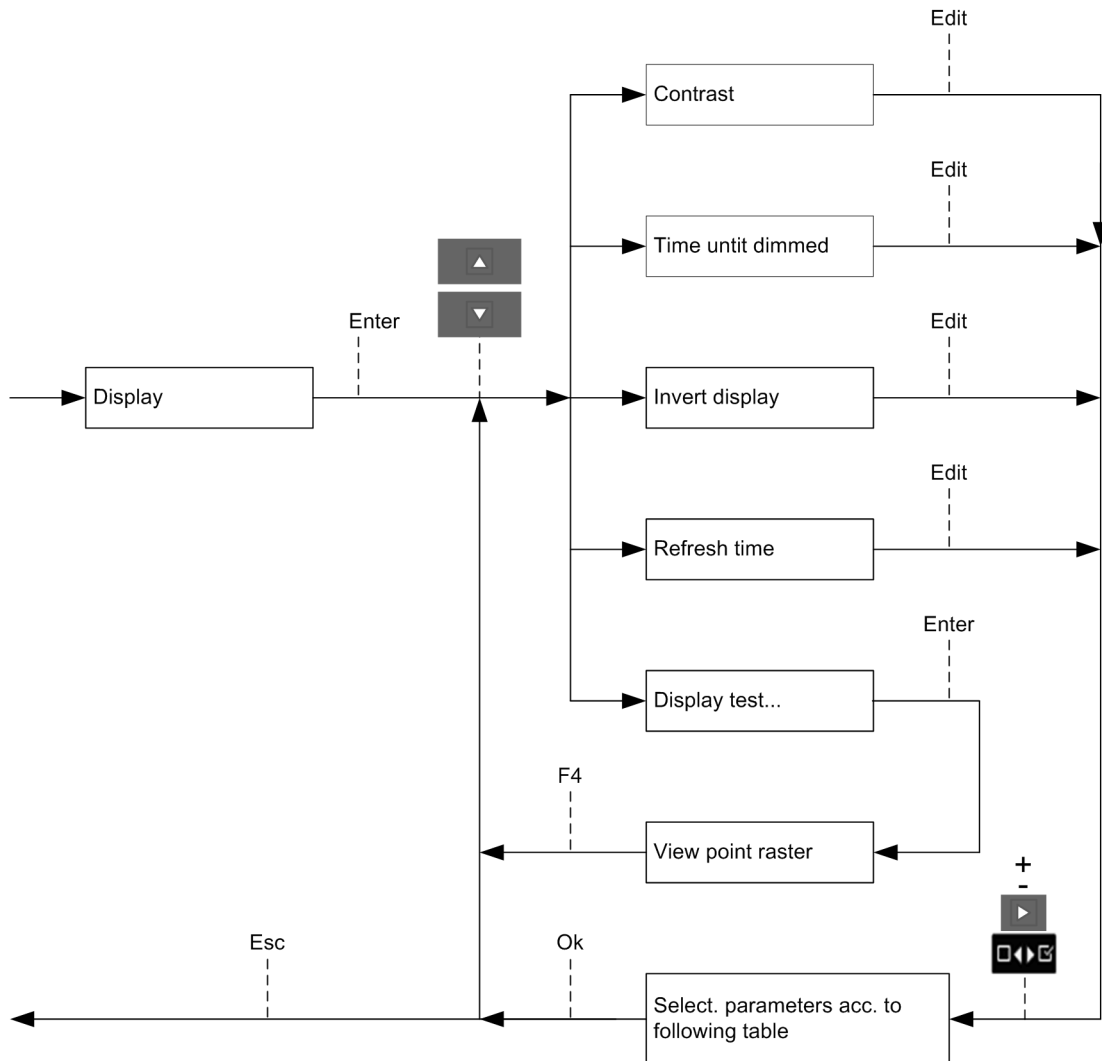 Edit
Contrast
Edit
Time untit dimmed
Enter
Edit
Display
Invert display
Edit
Refresh time
Enter
Display test...
F4
View point raster
+
-
Esc
Ok
Select. parameters acc. to
following table